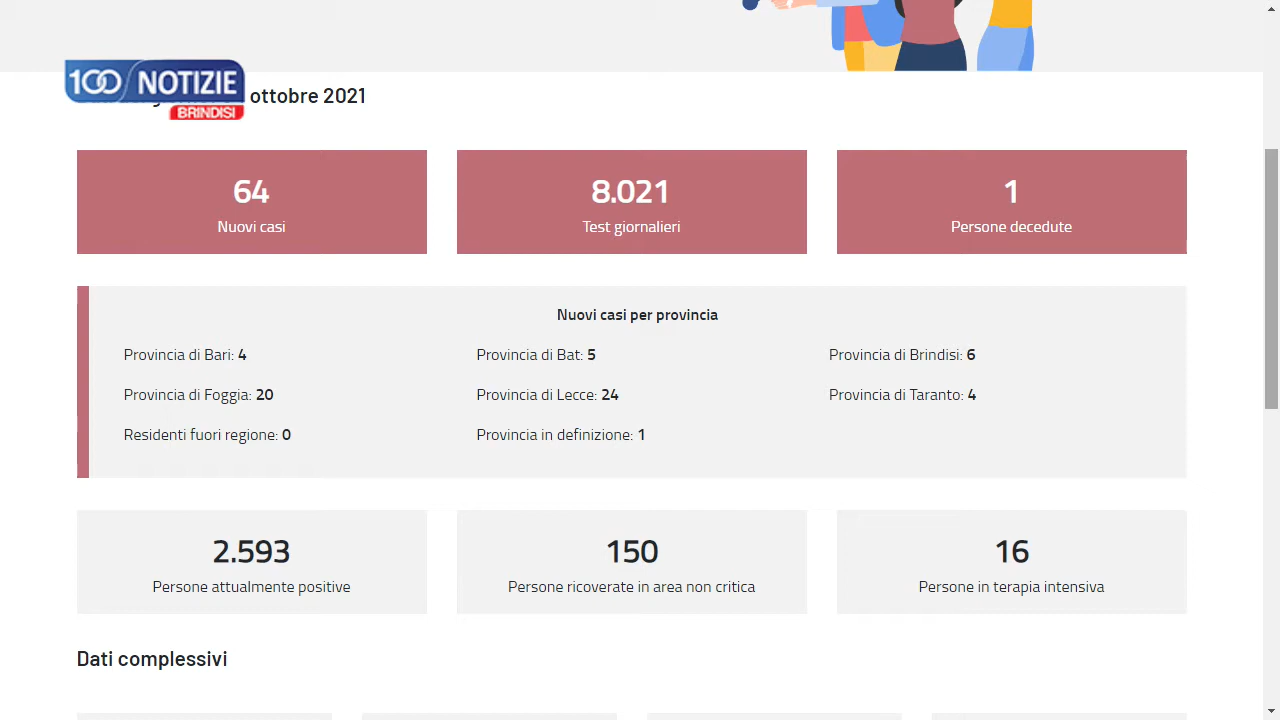 100 NOTIZIE
BRINDISI
ottobre 2021
64
Nuovi casi
8.021
Test giornalieri
1
Persone decedute
Nuovi casi per provincia
Provincia di Bari: 4
Provincia di Bat: 5
Provincia di Brindisi: 6
Provincia di Foggia: 20
Provincia di Lecce: 24
Provincia di Taranto: 4
Residenti fuori regione: 0
Provincia in definizione: 1
2.593
Persone attualmente positive
150
Persone ricoverate in area non critica
16
Persone in terapia intensiva
Dati complessivi